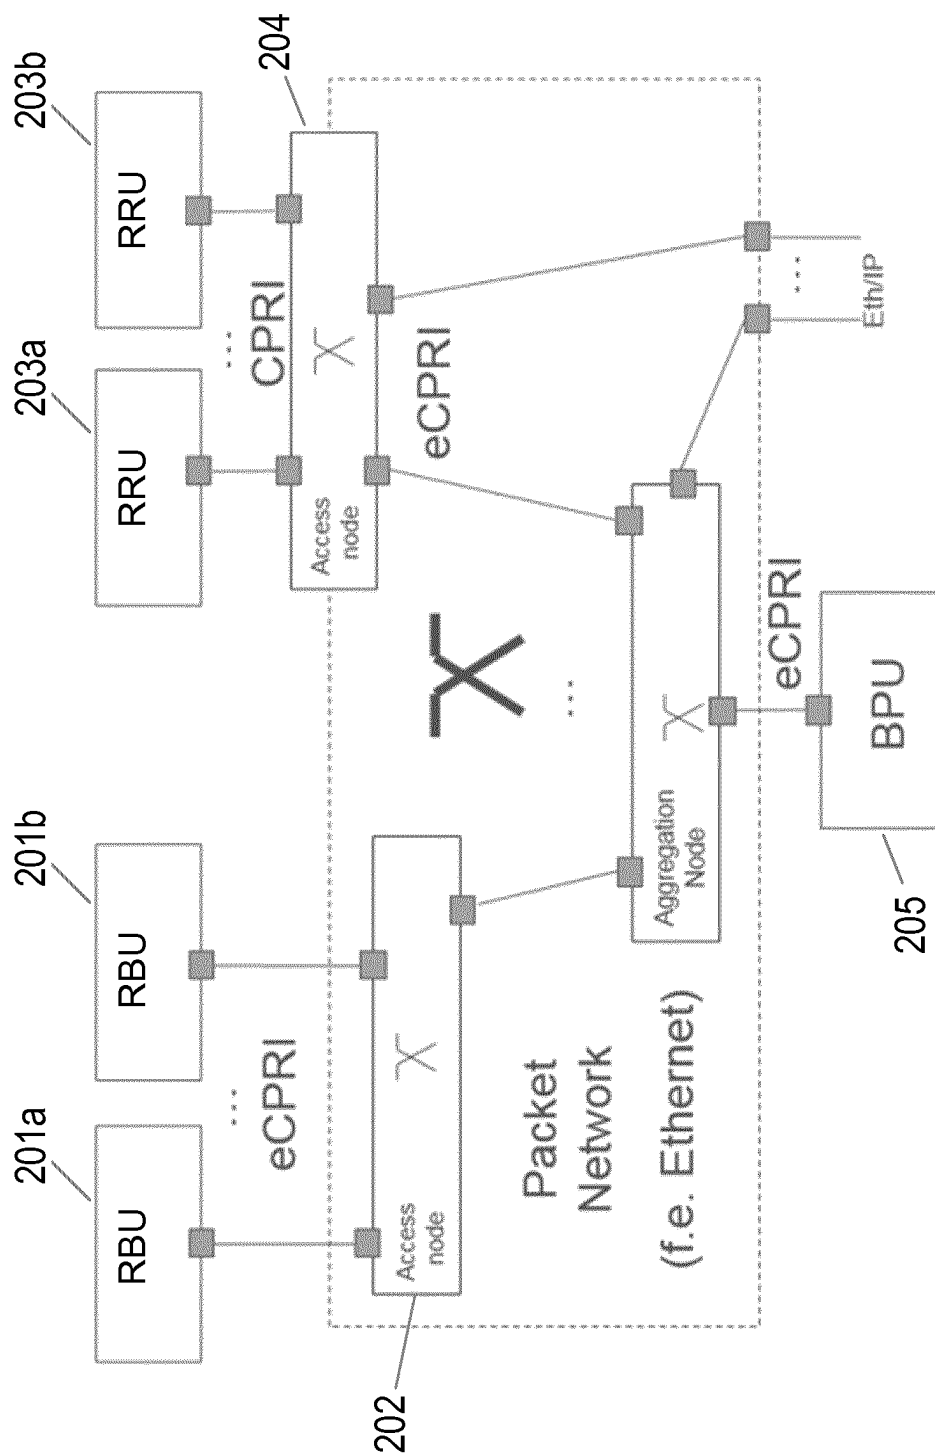 201a
201b
203a
203b
RBU
RBU
RRU
RRU
...
...
eCPRI
CPRI
204
Access
node
202
Access
node
eCPRI
Packet
Network
(f.e. Ethernet)
...
Aggregation
Node
eCPRI
...
Eth/IP
BPU
205